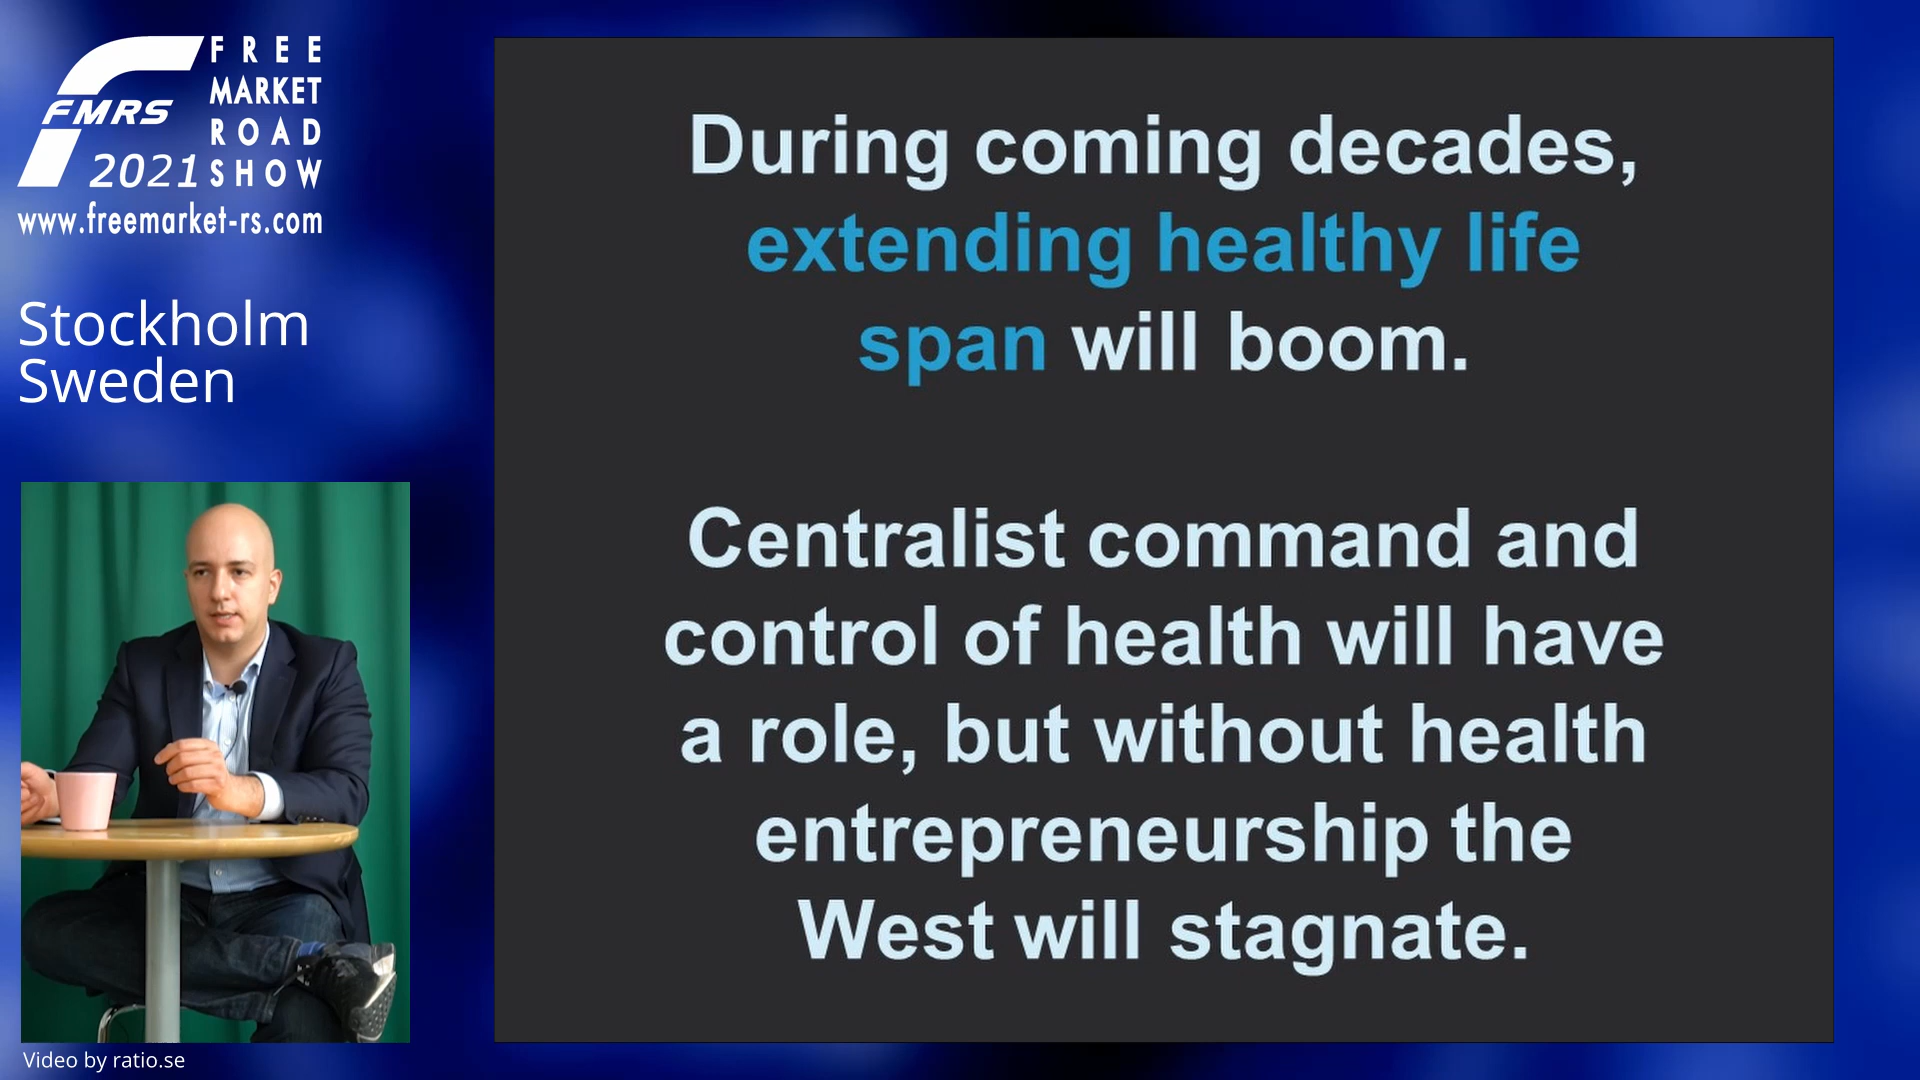 FREE
MARKET
ROAD
SHOW
FMRS
2021
www.freemarket-rs.com
Stockholm
Sweden
During coming decades,
extending healthy life
span will boom.
Centralist command and
control of health will have
a role, but without health
entrepreneurship the
West will stagnate.
Video by ratio.se